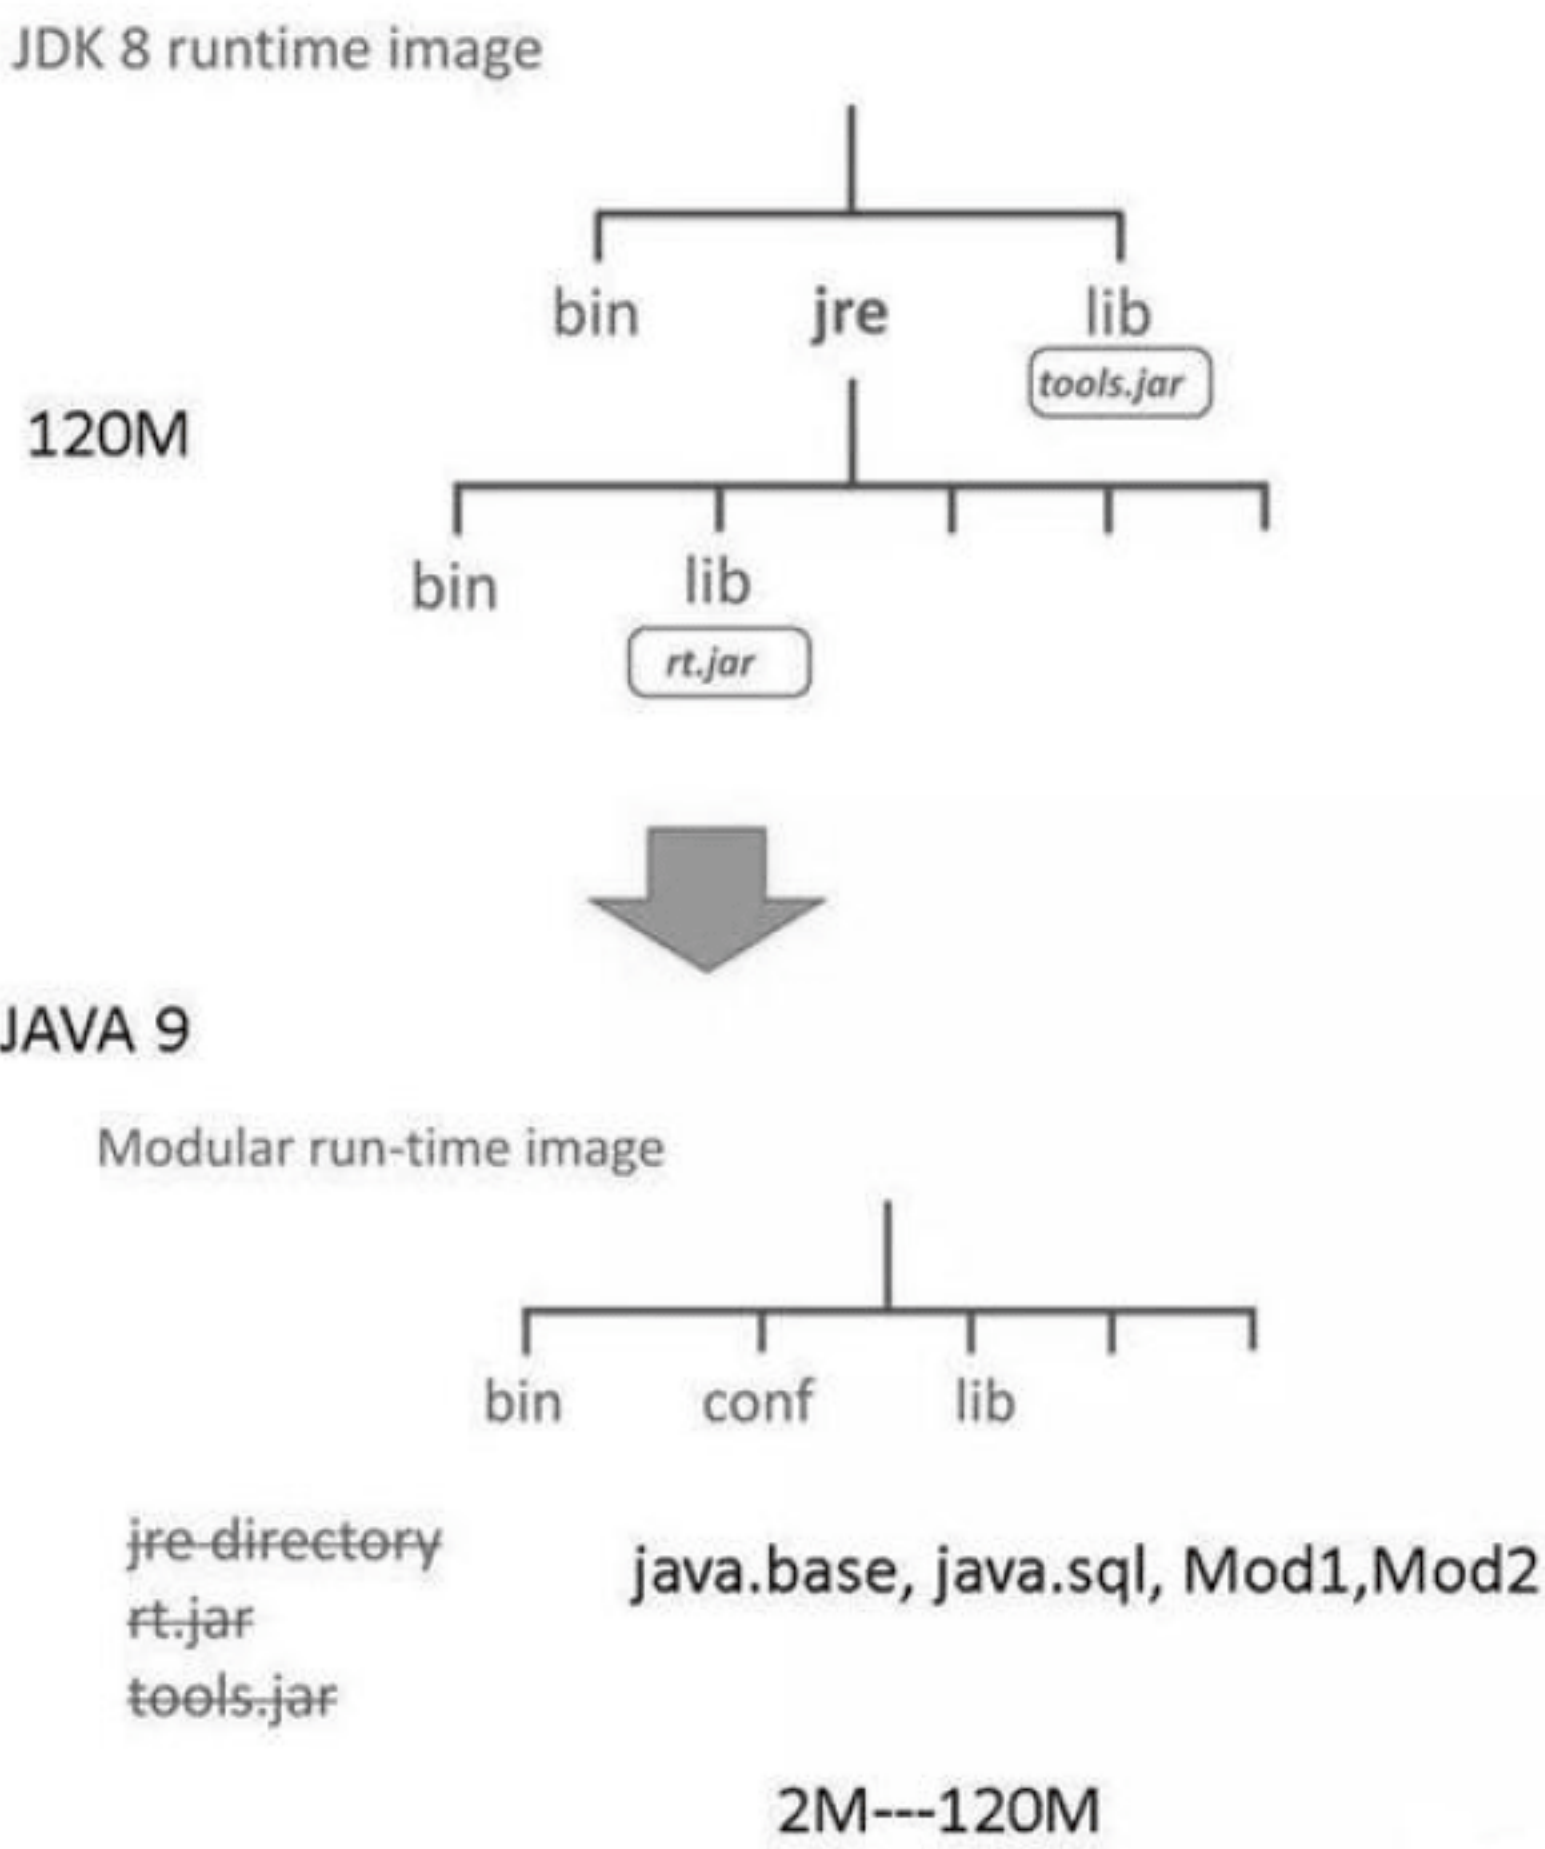 JDK 8 runtime image
bin jre lib
tools.jar
120M
bin lib
rt.jar
JAVA 9
Modular run-time image
bin conf lib
jre directory
java.base, java.sql, Mod1,Mod2
rt.jar
tools.jar
2M---120M